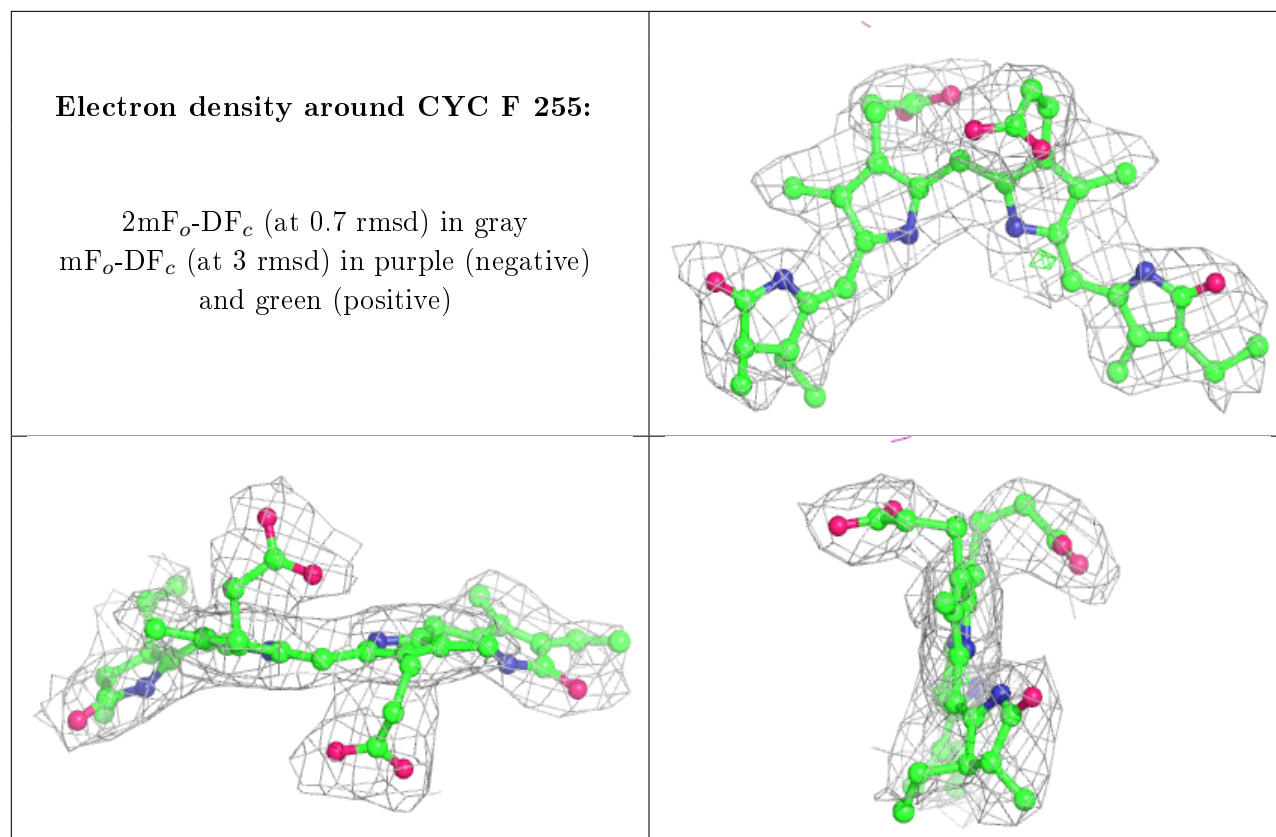 Electron density around CYC F 255:
2mFₒ-DF𝒸 (at 0.7 rmsd) in gray
mFₒ-DF𝒸 (at 3 rmsd) in purple (negative)
and green (positive)